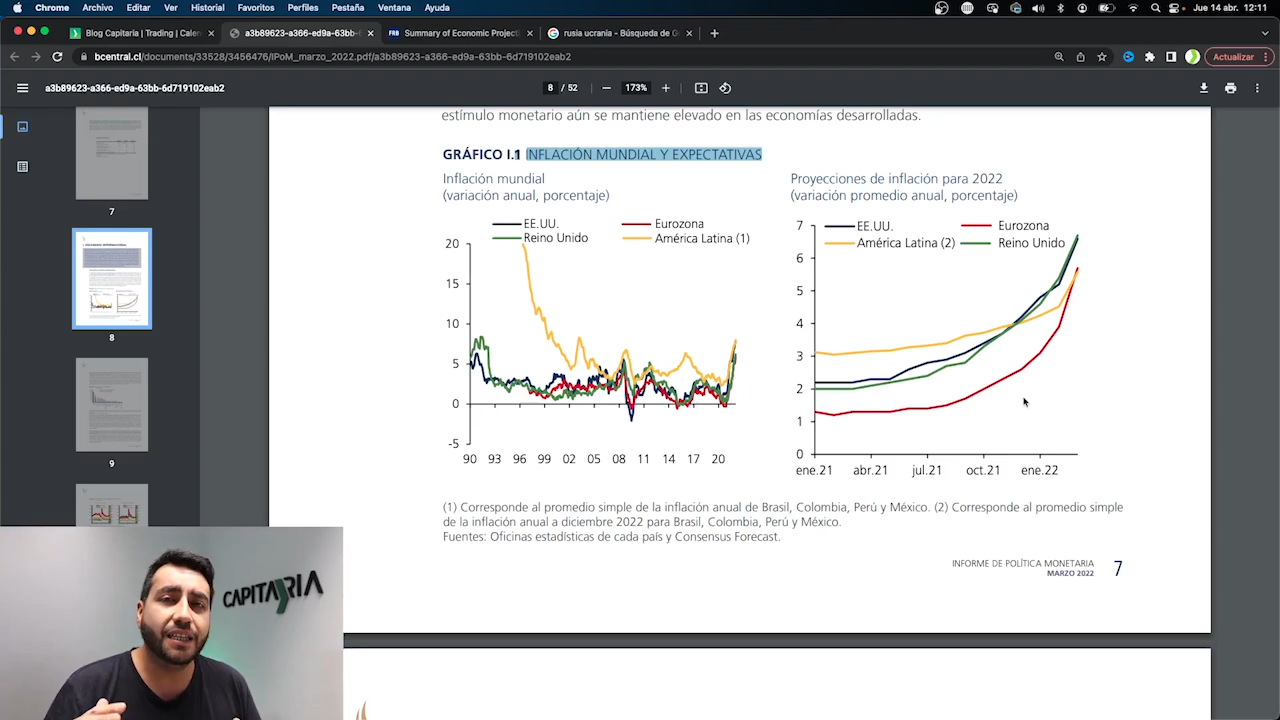 Chrome Archivo Editar Ver Historial Favoritos Perfiles Pestaña Ventana Ayuda Jue 14 abr. 12:11
Blog Capitaria | Trading | Cale a3b89623-a366-ed9a-63bb-6 Summary of Economic Projecti rusia ucrania - Búsqueda de G
bcentral.cl/documents/33528/3456476/IPoM_marzo_2022.pdf/a3b89623-a366-ed9a-63bb-6d719102eab2 Actualizar
a3b89623-a366-ed9a-63bb-6d719102eab2 8 / 52 173%
estímulo monetario aún se mantiene elevado en las economías desarrolladas.
GRÁFICO I.1 INFLACIÓN MUNDIAL Y EXPECTATIVAS
Inflación mundial
(variación anual, porcentaje)
EE.UU. Eurozona
Reino Unido América Latina (1)
20
15
10
5
0
-5
90 93 96 99 02 05 08 11 14 17 20
Proyecciones de inflación para 2022
(variación promedio anual, porcentaje)
EE.UU. Eurozona
América Latina (2) Reino Unido
7
6
5
4
3
2
1
0
ene.21 abr.21 jul.21 oct.21 ene.22
(1) Corresponde al promedio simple de la inflación anual de Brasil, Colombia, Perú y México. (2) Corresponde al promedio simple
de la inflación anual a diciembre 2022 para Brasil, Colombia, Perú y México.
Fuentes: Oficinas estadísticas de cada país y Consensus Forecast.
INFORME DE POLÍTICA MONETARIA
MARZO 2022
7
7
8
9
CAPITARIA